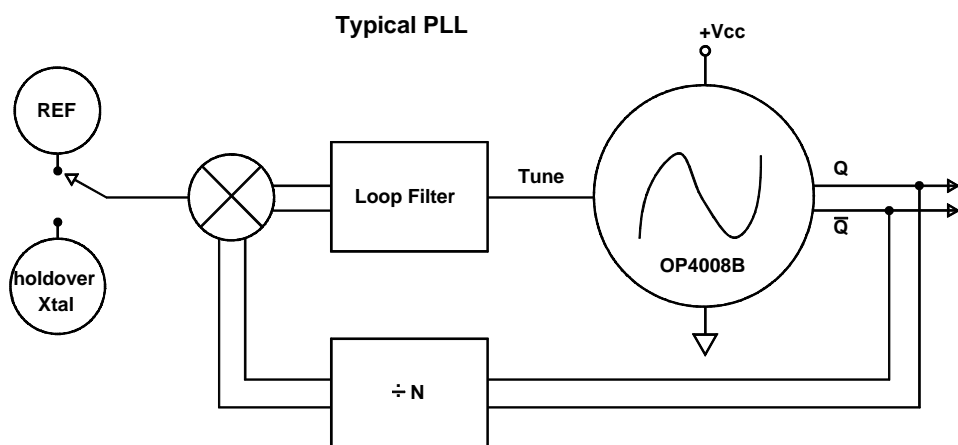 Typical PLL
+Vcc
REF
Loop Filter
Tune
Q
Q̅
OP4008B
holdover
Xtal
÷ N